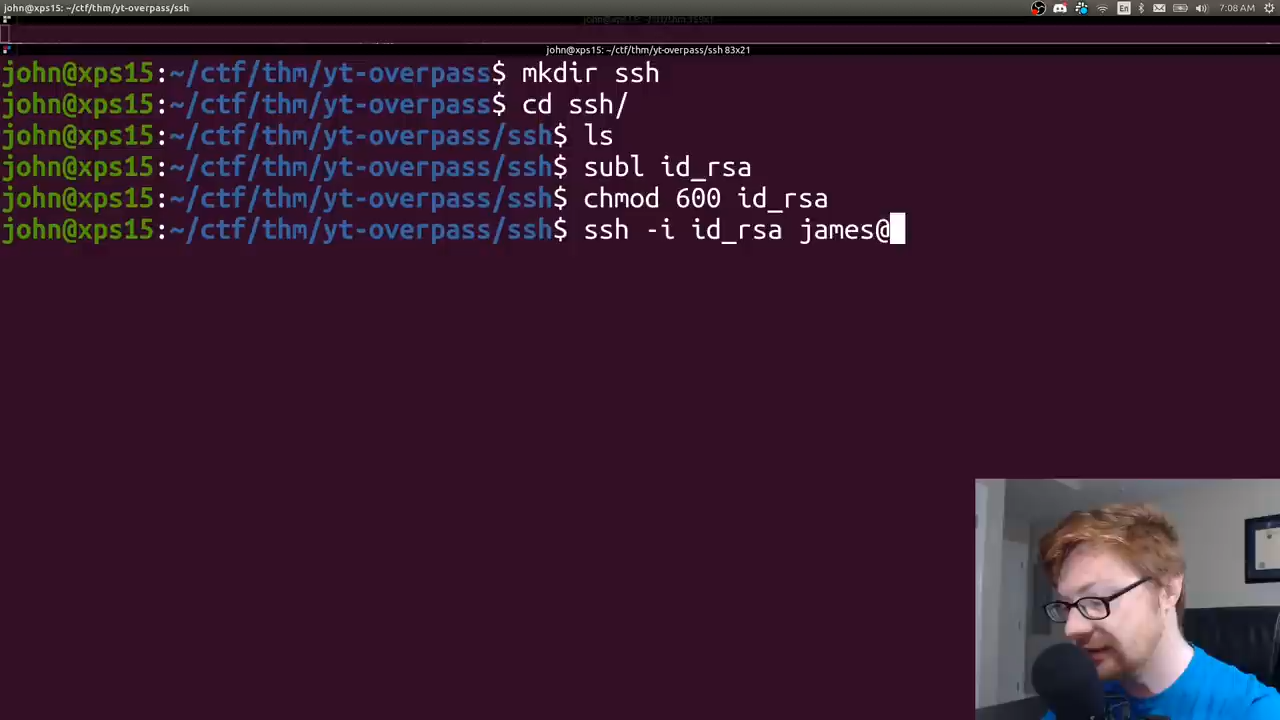 john@xps15: ~/ctf/thm/yt-overpass/ssh
En
7:08 AM
john@xps15: ~/ctf/thm/yt-overpass/ssh 83x21
john@xps15:~/ctf/thm/yt-overpass$ mkdir ssh
john@xps15:~/ctf/thm/yt-overpass$ cd ssh/
john@xps15:~/ctf/thm/yt-overpass/ssh$ ls
john@xps15:~/ctf/thm/yt-overpass/ssh$ subl id_rsa
john@xps15:~/ctf/thm/yt-overpass/ssh$ chmod 600 id_rsa
john@xps15:~/ctf/thm/yt-overpass/ssh$ ssh -i id_rsa james@